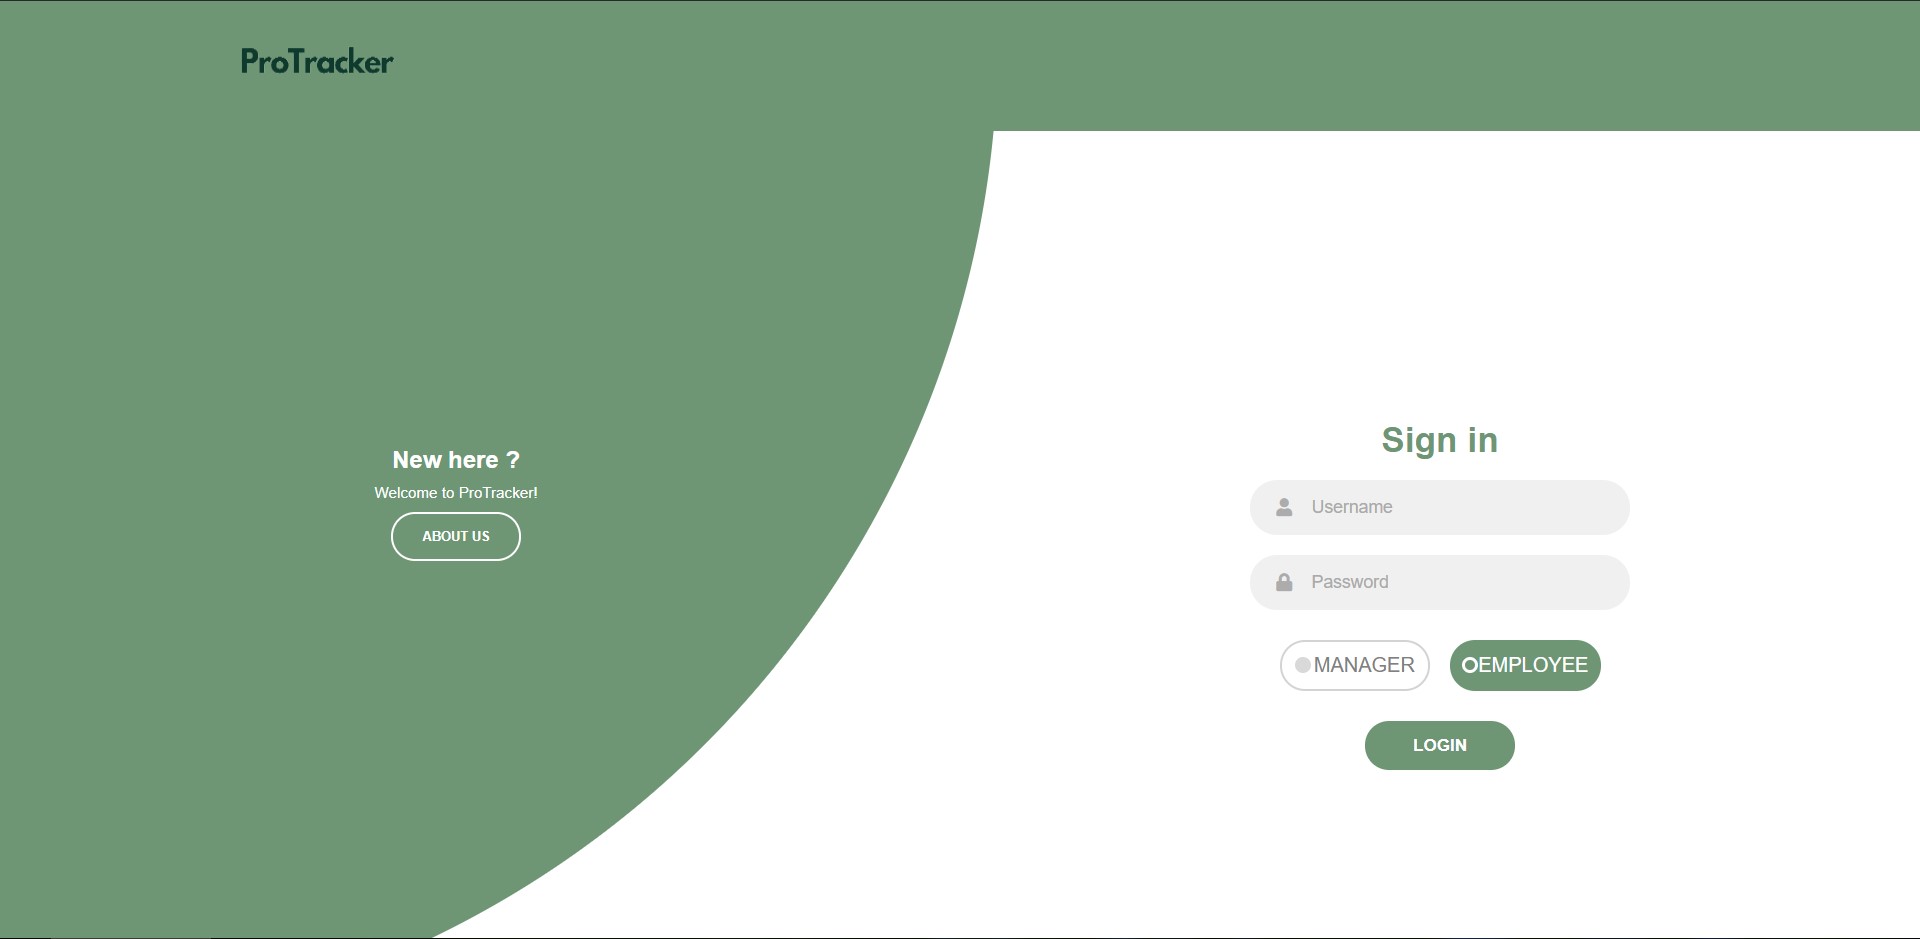 ProTracker
New here ?
Welcome to ProTracker!
ABOUT US
Sign in
Username
Password
MANAGER
EMPLOYEE
LOGIN